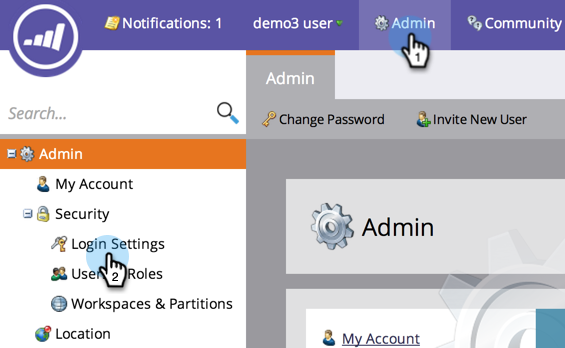 Notifications: 1 demo3 user Admin Community
1
Admin
Search...
Change Password Invite New User
Admin
My Account
Security
Admin
Login Settings
2
Roles
Workspaces & Partitions
Location
My Account